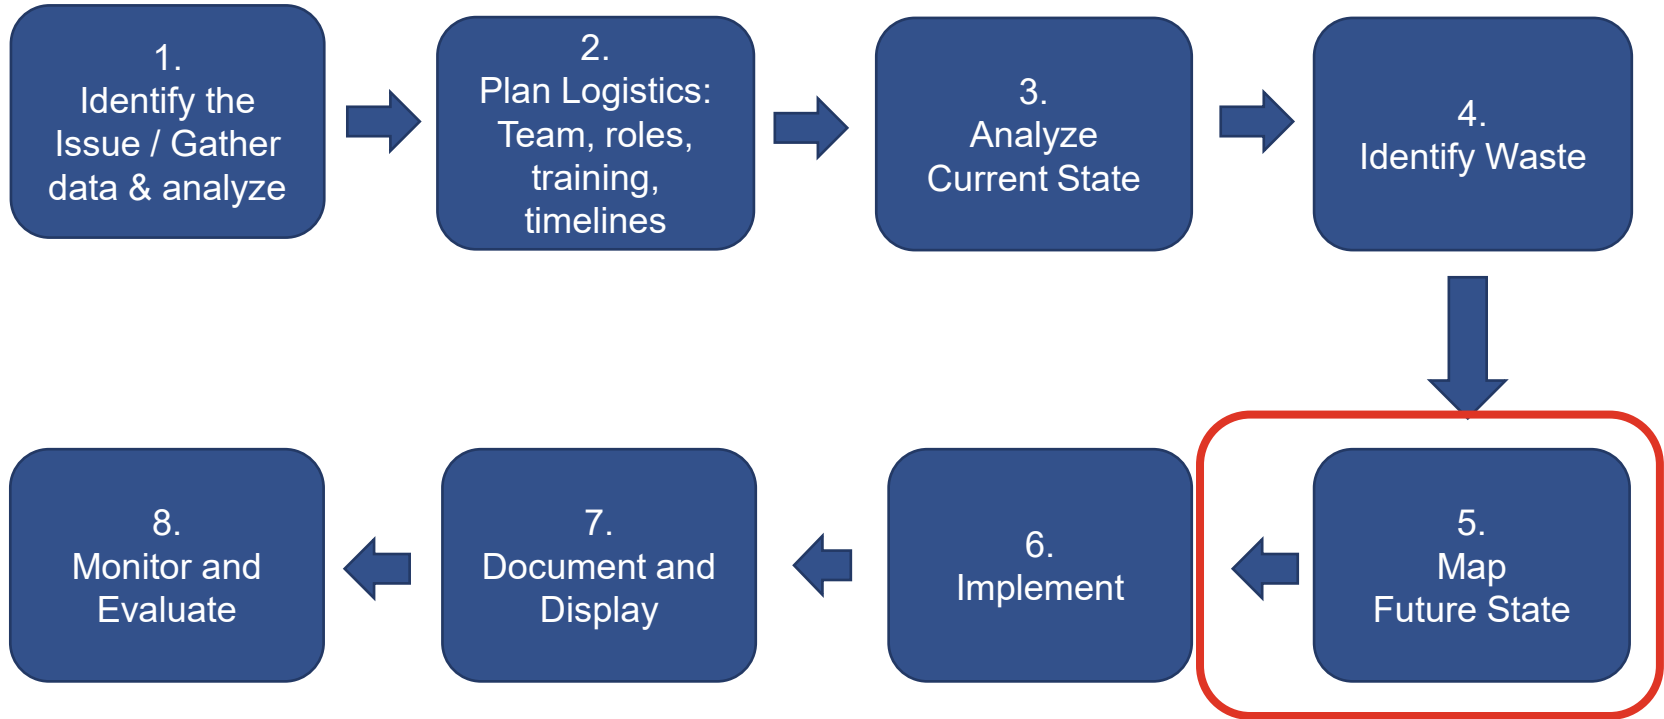 1.
Identify the
Issue / Gather
data & analyze
2.
Plan Logistics:
Team, roles,
training,
timelines
3.
Analyze
Current State
4.
Identify Waste
5.
Map
Future State
6.
Implement
7.
Document and
Display
8.
Monitor and
Evaluate